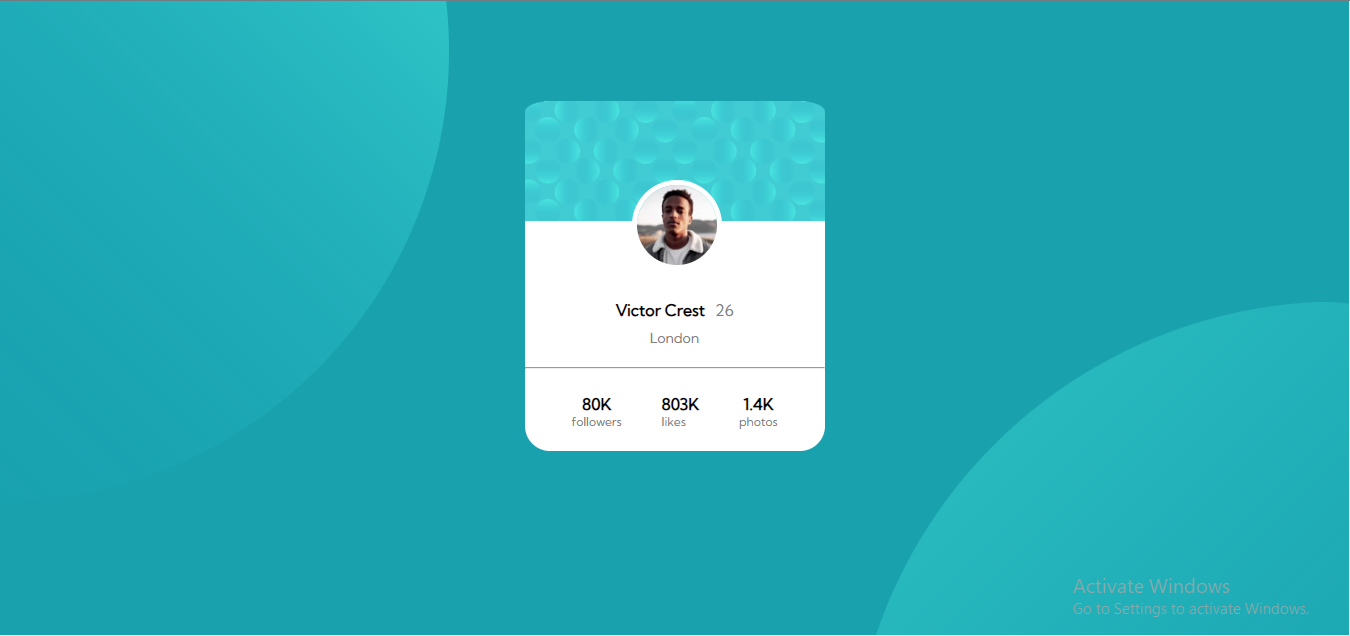 Victor Crest 26
London
80K 803K 1.4K
followers likes photos
Activate Windows
Go to Settings to activate Windows.